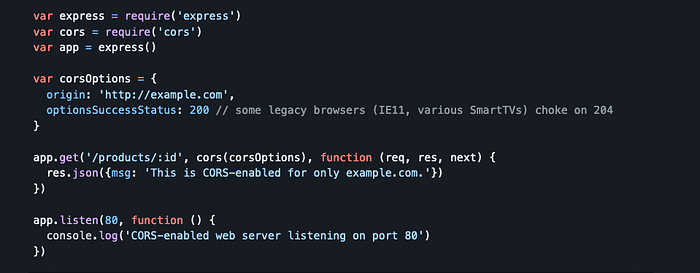 var express = require('express')
var cors = require('cors')
var app = express()

var corsOptions = {
  origin: 'http://example.com',
  optionsSuccessStatus: 200 // some legacy browsers (IE11, various SmartTVs) choke on 204
}

app.get('/products/:id', cors(corsOptions), function (req, res, next) {
  res.json({msg: 'This is CORS-enabled for only example.com.'})
})

app.listen(80, function () {
  console.log('CORS-enabled web server listening on port 80')
})